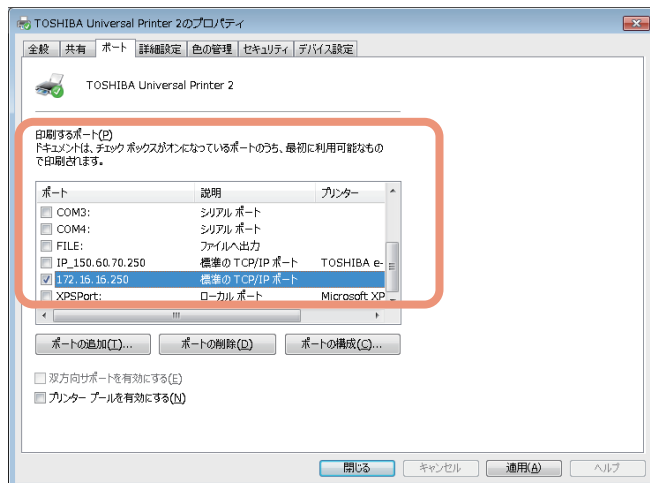 TOSHIBA Universal Printer 2のプロパティ
全般 共有 ポート 詳細設定 色の管理 セキュリティ デバイス設定
TOSHIBA Universal Printer 2
印刷するポート(P)
ドキュメントは、チェック ボックスがオンになっているポートのうち、最初に利用可能なもの
で印刷されます。
ポート 説明 プリンター
COM3: シリアル ポート
COM4: シリアル ポート
FILE: ファイルへ出力
IP_150.60.70.250 標準の TCP/IP ポート TOSHIBA e-
172.16.16.250 標準の TCP/IP ポート
XPSPort: ローカル ポート Microsoft XP
ポートの追加(T)... ポートの削除(D) ポートの構成(C)...
双方向サポートを有効にする(E)
プリンター プールを有効にする(N)
閉じる キャンセル 適用(A) ヘルプ